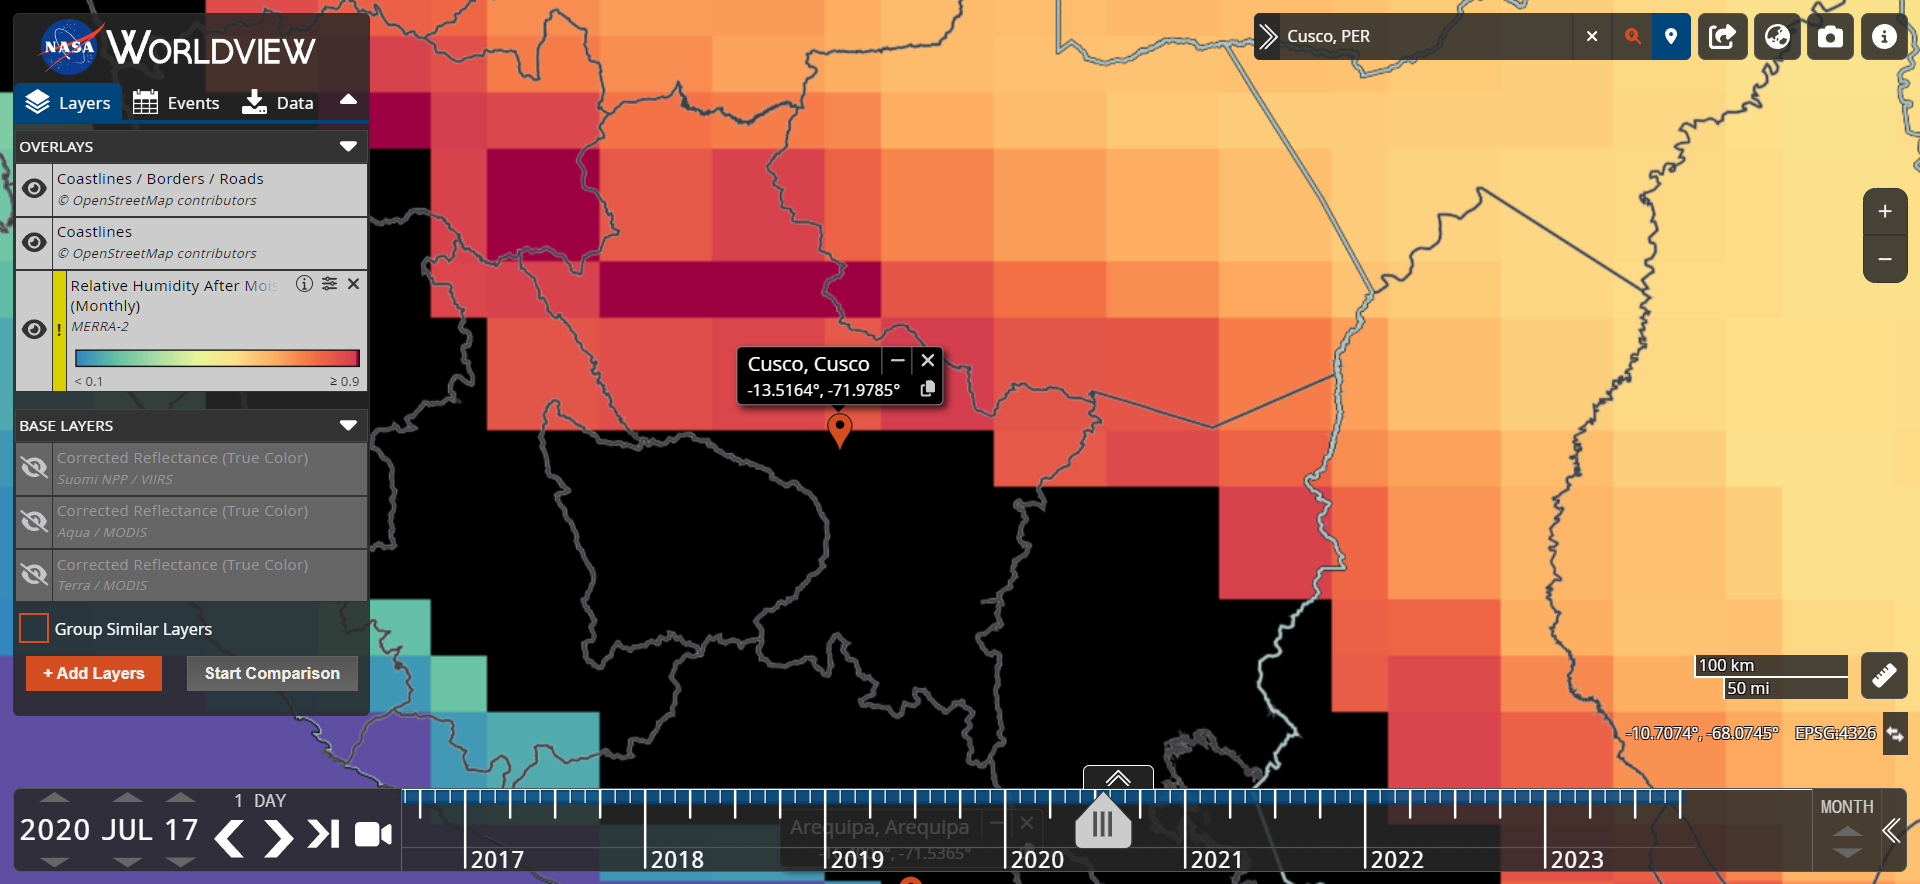 NASA WORLDVIEW
Layers Events Data
OVERLAYS
Coastlines / Borders / Roads
© OpenStreetMap contributors
Coastlines
© OpenStreetMap contributors
Relative Humidity After Mois
(Monthly)
MERRA-2
< 0.1 ≥ 0.9
BASE LAYERS
Corrected Reflectance (True Color)
Suomi NPP / VIIRS
Corrected Reflectance (True Color)
Aqua / MODIS
Corrected Reflectance (True Color)
Terra / MODIS
Group Similar Layers
+ Add Layers Start Comparison
Cusco, PER
Cusco, Cusco
-13.5164°, -71.9785°
+
−
100 km
50 mi
-10.7074°, -68.0745° EPSG:4326
1 DAY
2020 JUL 17
Arequipa, Arequipa
-71.5365°
2017 2018 2019 2020 2021 2022 2023
MONTH